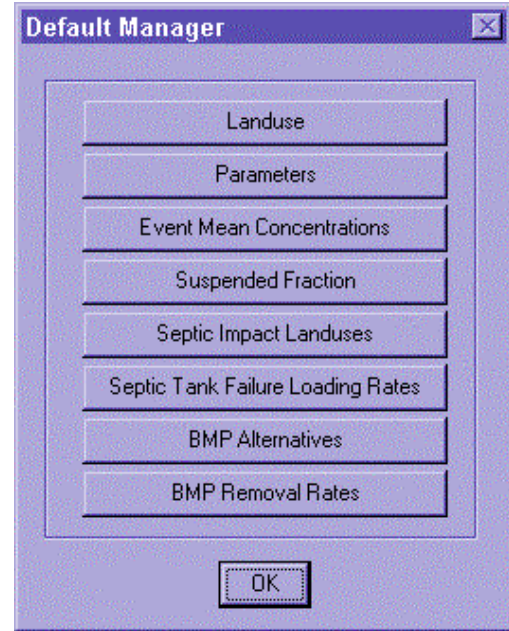 Default Manager
Landuse
Parameters
Event Mean Concentrations
Suspended Fraction
Septic Impact Landuses
Septic Tank Failure Loading Rates
BMP Alternatives
BMP Removal Rates
OK